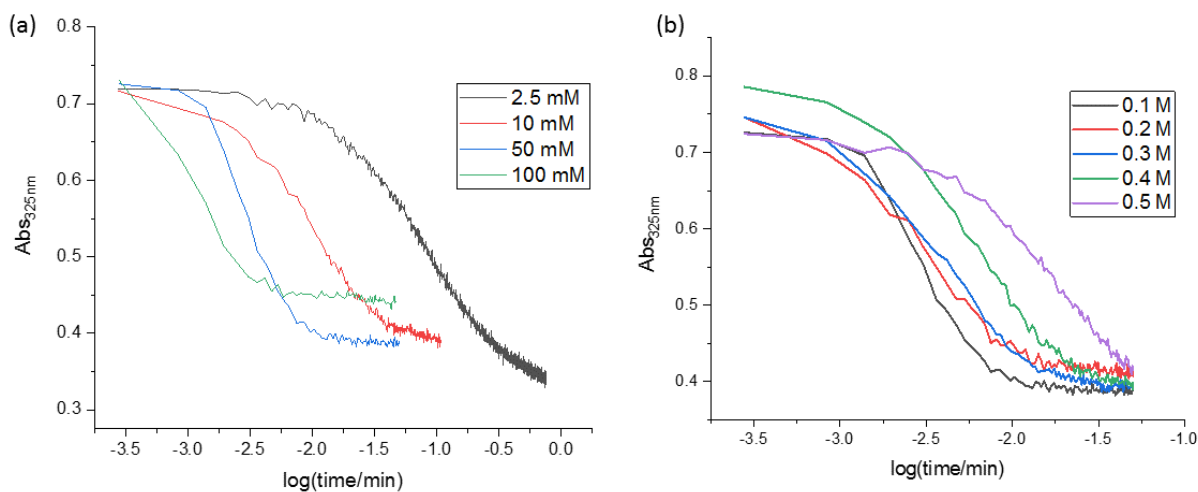 (a)
0.8
0.7
0.6
0.5
0.4
0.3
Abs325nm
-3.5 -3.0 -2.5 -2.0 -1.5 -1.0 -0.5 0.0
log(time/min)
2.5 mM
10 mM
50 mM
100 mM
(b)
0.8
0.7
0.6
0.5
0.4
Abs325nm
-3.5 -3.0 -2.5 -2.0 -1.5 -1.0
log(time/min)
0.1 M
0.2 M
0.3 M
0.4 M
0.5 M